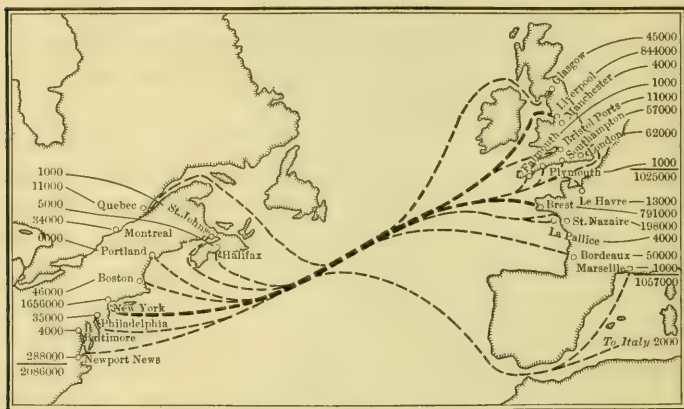 45000
844000
4000
1000
11000
57000
62000
1000
1025000
Glasgow
Liverpool
Manchester
Falmouth
Bristol Ports
Southampton
London
Plymouth
Le Havre 13000
Brest 791000
St. Nazaire 198000
La Pallice 4000
Bordeaux 50000
Marseille 1000
1057000
To Italy 2000
1000
11000
5000
34000
6000
46000
1656000
35000
4000
288000
2086000
Quebec
Montreal
St. Johns
Halifax
Portland
Boston
New York
Philadelphia
Baltimore
Newport News